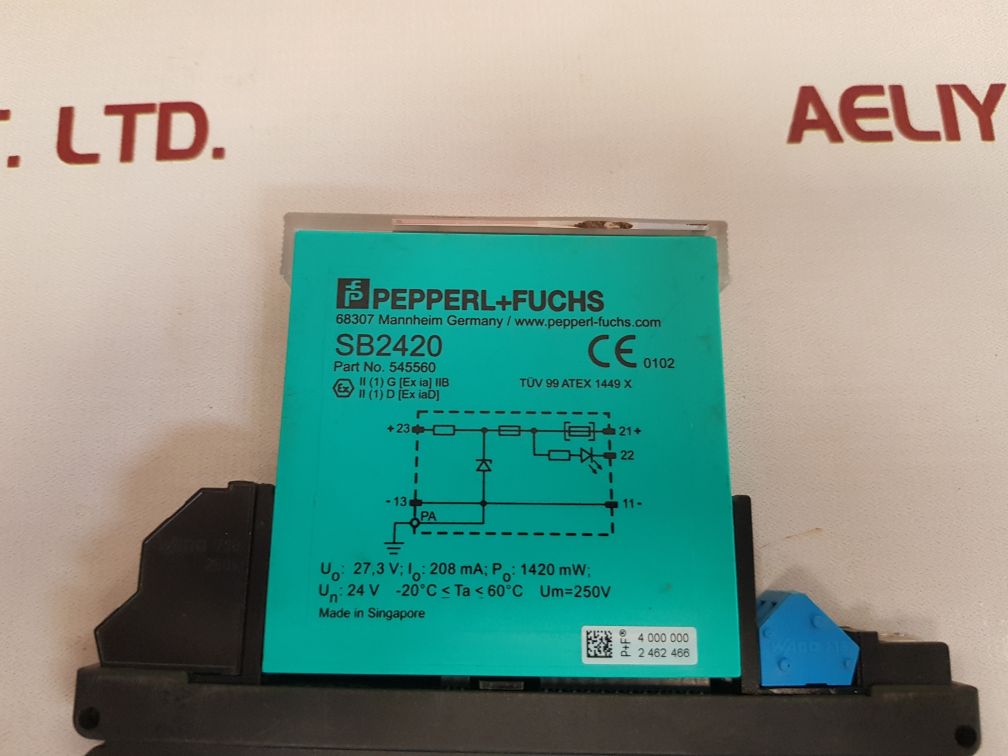 T. LTD.
AELIY
PEPPERL+FUCHS
68307 Mannheim Germany / www.pepperl-fuchs.com
SB2420
Part No. 545560
CE 0102
Ex II (1) G [Ex ia] IIB
II (1) D [Ex iaD]
TÜV 99 ATEX 1449 X
+23
21+
22
-13
11-
PA
Uo: 27,3 V; Io: 208 mA; Po: 1420 mW;
Un: 24 V -20°C ≤ Ta ≤ 60°C Um=250V
Made in Singapore
P+F®
4 000 000
2 462 466
WAGO